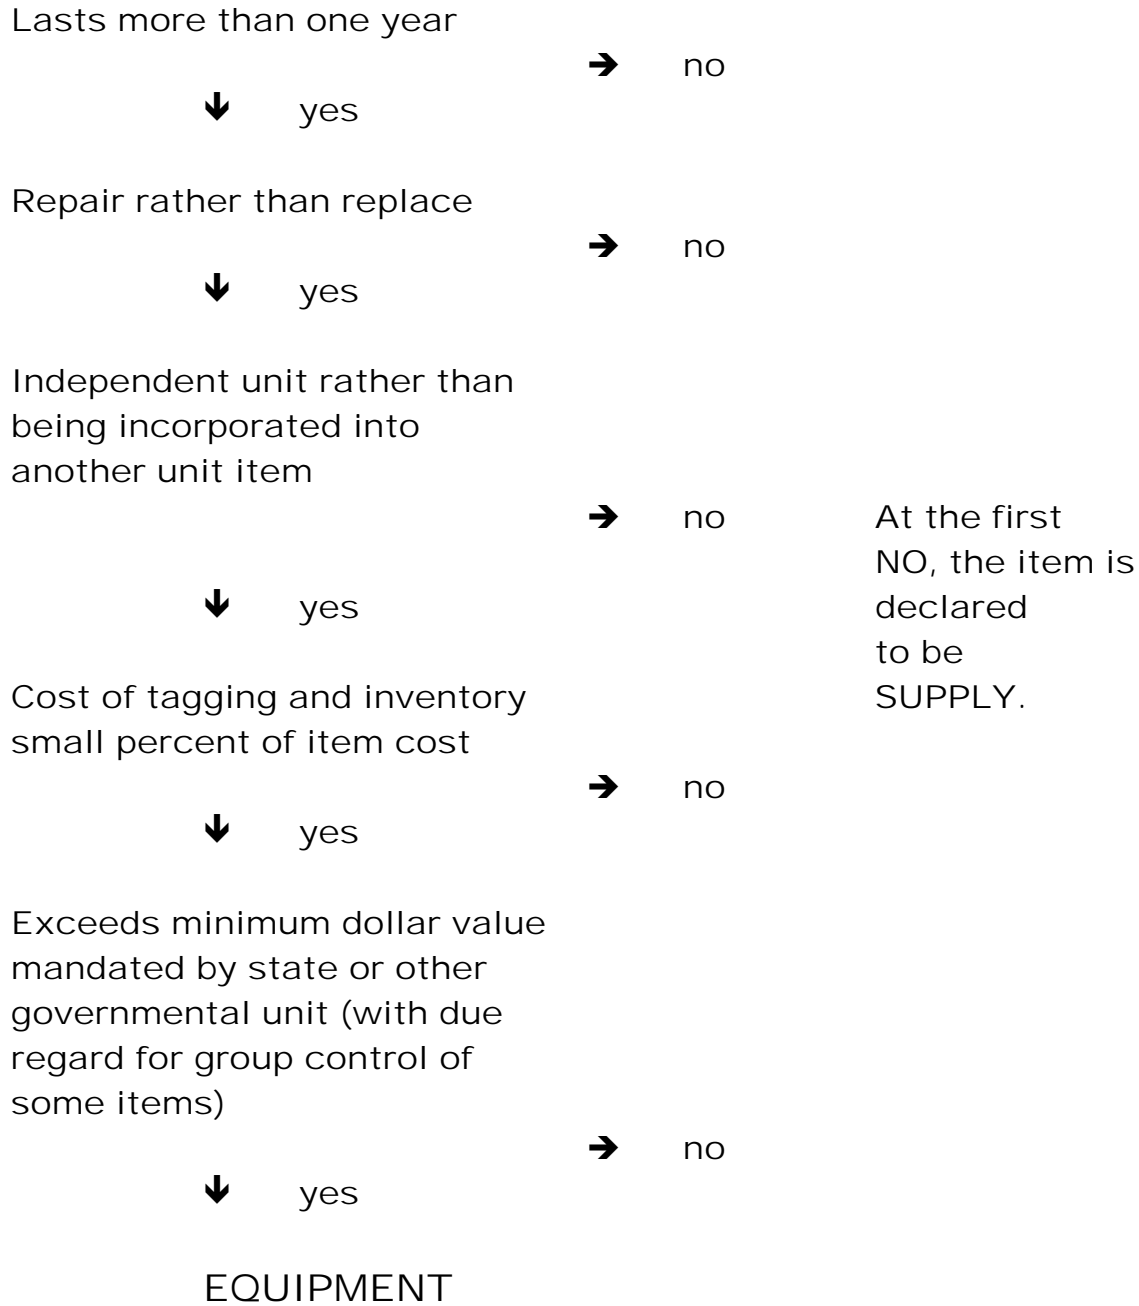 Lasts more than one year
→ no
↓ yes
Repair rather than replace
→ no
↓ yes
Independent unit rather than
being incorporated into
another unit item
→ no
At the first
NO, the item is
declared
to be
SUPPLY.
↓ yes
Cost of tagging and inventory
small percent of item cost
→ no
↓ yes
Exceeds minimum dollar value
mandated by state or other
governmental unit (with due
regard for group control of
some items)
→ no
↓ yes
EQUIPMENT